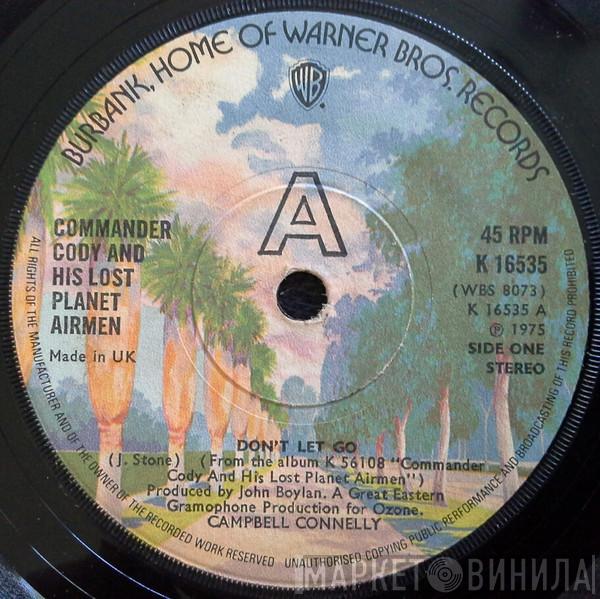 BURBANK, HOME OF WARNER BROS. RECORDS
WB
A
COMMANDER
CODY AND
HIS LOST
PLANET
AIRMEN
Made in UK
45 RPM
K 16535
(WBS 8073)
K 16535 A
℗ 1975
SIDE ONE
STEREO
DON'T LET GO
(J. Stone) (From the album K 56108 "Commander
Cody And His Lost Planet Airmen")
Produced by John Boylan. A Great Eastern
Gramophone Production for Ozone.
CAMPBELL CONNELLY
ALL RIGHTS OF THE MANUFACTURER AND OF THE OWNER OF THE RECORDED WORK RESERVED UNAUTHORISED COPYING PUBLIC PERFORMANCE AND BROADCASTING OF THIS RECORD PROHIBITED
МАРКЕТ ВИНИЛА